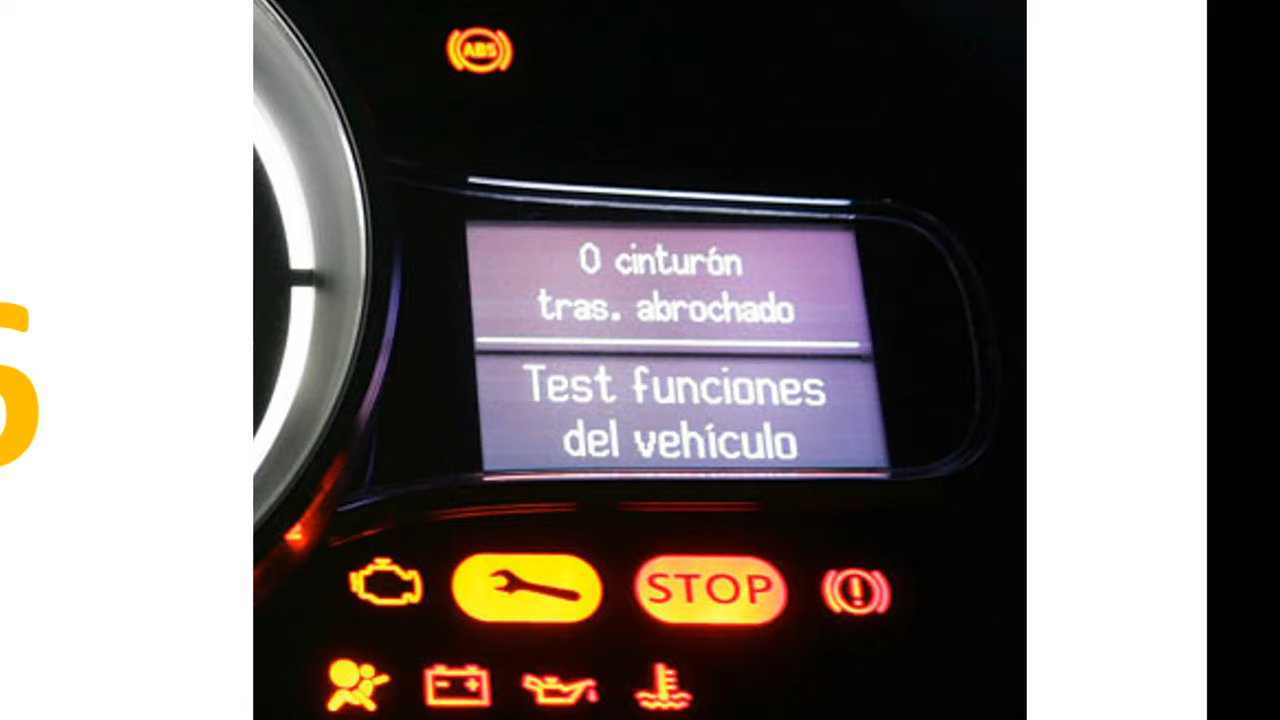 ABS
0 cinturón
tras. abrochado
Test funciones
del vehículo
STOP